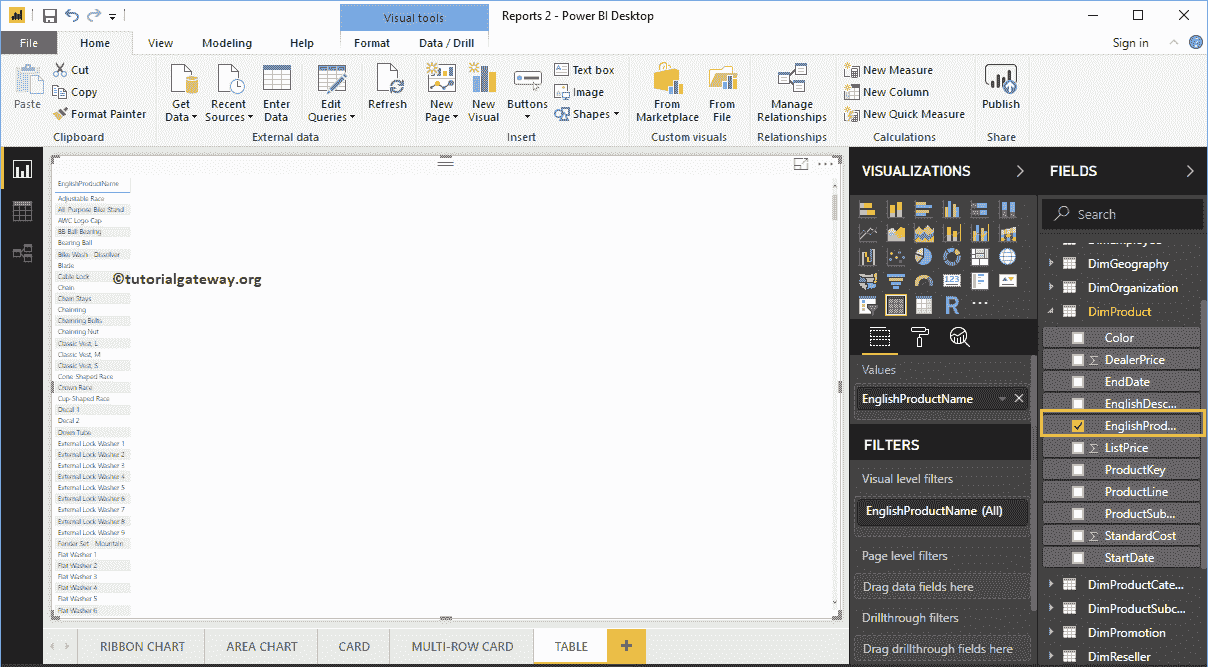 Visual tools
Reports 2 - Power BI Desktop
File
Home
View
Modeling
Help
Format
Data / Drill
Sign in
Paste
Cut
Copy
Format Painter
Clipboard
Get
Data
Recent
Sources
Enter
Data
Edit
Queries
External data
Refresh
New
Page
New
Visual
Buttons
Text box
Image
Shapes
Insert
From
Marketplace
From
File
Custom visuals
Manage
Relationships
Relationships
New Measure
New Column
New Quick Measure
Calculations
Publish
Share
EnglishProductName
Adjustable Race
All-Purpose Bike Stand
AWC Logo Cap
BB Ball Bearing
Bearing Ball
Bike Wash - Dissolver
Blade
Cable Lock
Chain
Chain Stays
Chainring
Chainring Bolts
Chainring Nut
Classic Vest, L
Classic Vest, M
Classic Vest, S
Cone-Shaped Race
Crown Race
Cup-Shaped Race
Decal 1
Decal 2
Down Tube
External Lock Washer 1
External Lock Washer 2
External Lock Washer 3
External Lock Washer 4
External Lock Washer 5
External Lock Washer 6
External Lock Washer 7
External Lock Washer 8
External Lock Washer 9
Fender Set - Mountain
Flat Washer 1
Flat Washer 2
Flat Washer 3
Flat Washer 4
Flat Washer 5
Flat Washer 6
©tutorialgateway.org
VISUALIZATIONS
123
R
Values
EnglishProductName
FILTERS
Visual level filters
EnglishProductName (All)
Page level filters
Drag data fields here
Drillthrough filters
Drag drillthrough fields here
FIELDS
Search
DimGeography
DimOrganization
DimProduct
Color
Σ DealerPrice
EndDate
EnglishDesc...
EnglishProd...
Σ ListPrice
ProductKey
ProductLine
ProductSub...
Σ StandardCost
StartDate
DimProductCate...
DimProductSubc...
DimPromotion
DimReseller
RIBBON CHART
AREA CHART
CARD
MULTI-ROW CARD
TABLE
+